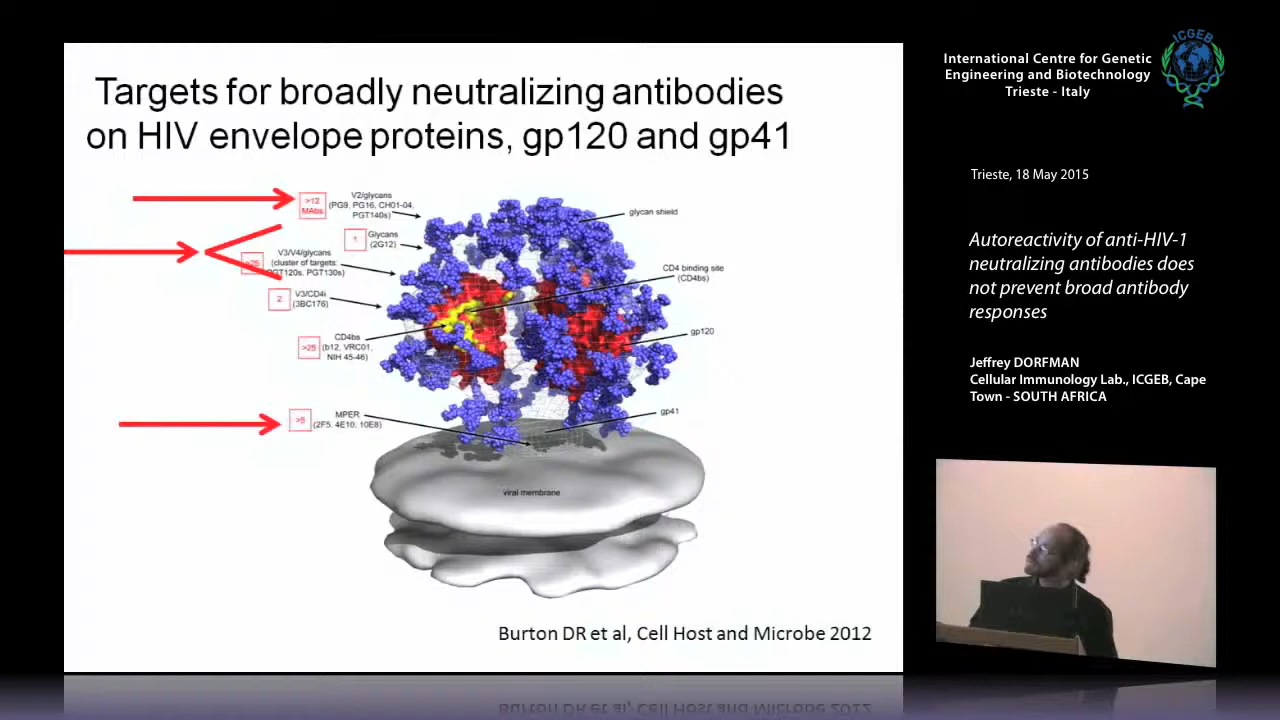 Targets for broadly neutralizing antibodies
on HIV envelope proteins, gp120 and gp41
>12
MAbs
V2/glycans
(PG9, PG16, CH01-04,
PGT140s)
glycan shield
1
Glycans
(2G12)
V3/V4/glycans
(cluster of targets:
PGT120s, PGT130s)
CD4 binding site
(CD4bs)
2
V3/CD4i
(3BC176)
gp120
>25
CD4bs
(b12, VRC01,
NIH 45-46)
>5
MPER
(2F5, 4E10, 10E8)
gp41
viral membrane
Burton DR et al, Cell Host and Microbe 2012
International Centre for Genetic
Engineering and Biotechnology
Trieste - Italy
ICGEB
Trieste, 18 May 2015
Autoreactivity of anti-HIV-1
neutralizing antibodies does
not prevent broad antibody
responses
Jeffrey DORFMAN
Cellular Immunology Lab., ICGEB, Cape
Town - SOUTH AFRICA